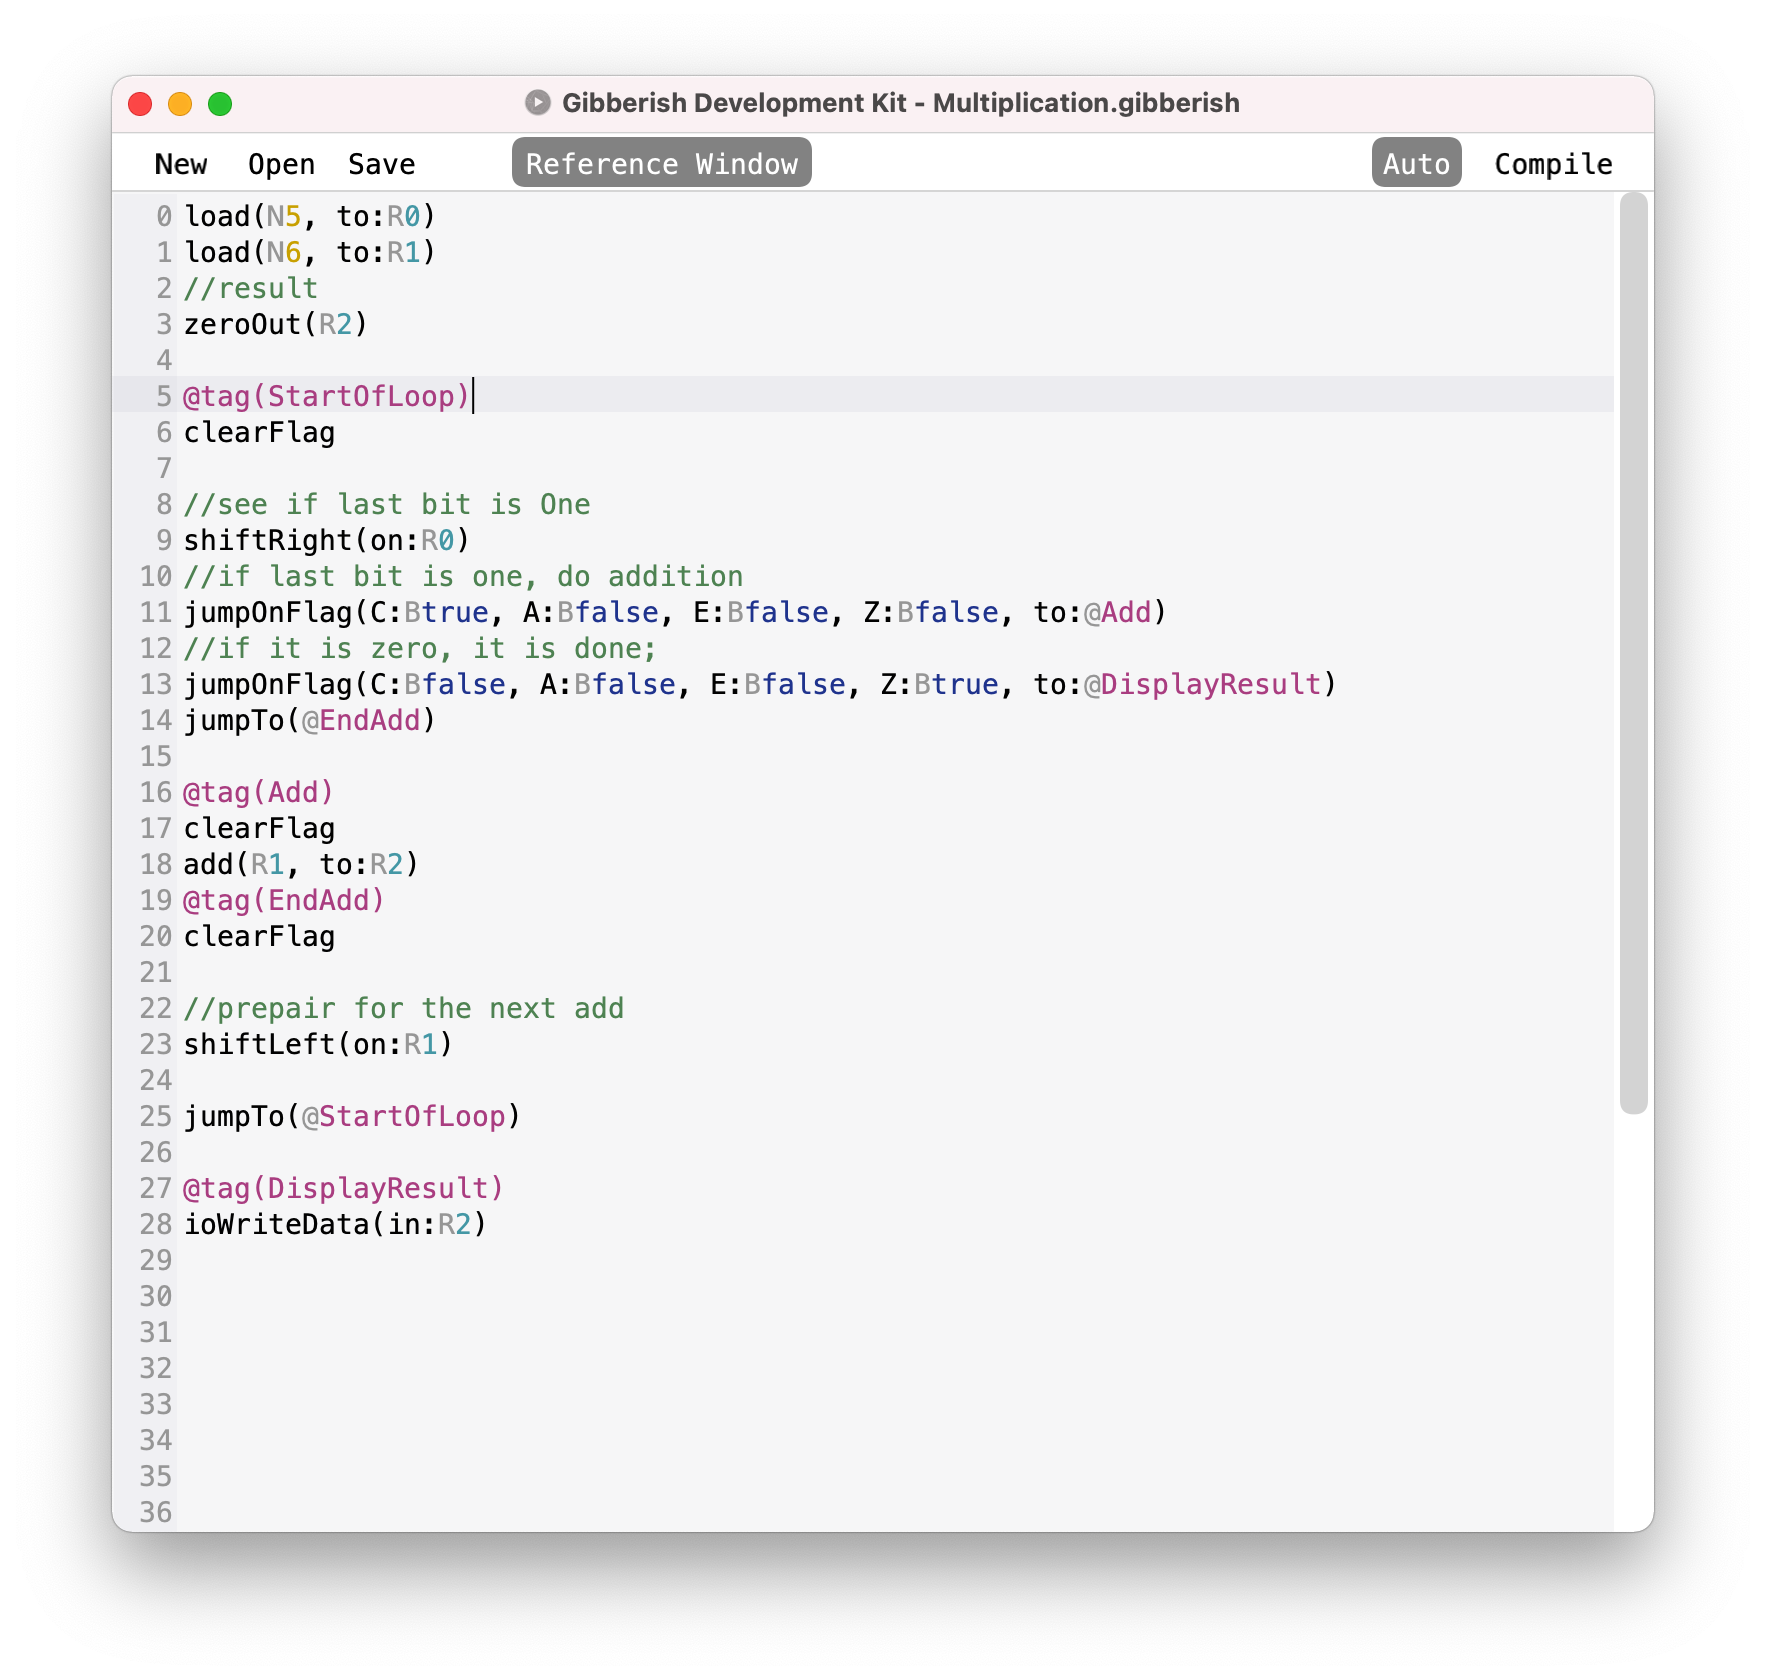 Gibberish Development Kit - Multiplication.gibberish
New Open Save Reference Window Auto Compile
0 load(N5, to:R0)
1 load(N6, to:R1)
2 //result
3 zeroOut(R2)
4
5 @tag(StartOfLoop)
6 clearFlag
7
8 //see if last bit is One
9 shiftRight(on:R0)
10 //if last bit is one, do addition
11 jumpOnFlag(C:Btrue, A:Bfalse, E:Bfalse, Z:Bfalse, to:@Add)
12 //if it is zero, it is done;
13 jumpOnFlag(C:Bfalse, A:Bfalse, E:Bfalse, Z:Btrue, to:@DisplayResult)
14 jumpTo(@EndAdd)
15
16 @tag(Add)
17 clearFlag
18 add(R1, to:R2)
19 @tag(EndAdd)
20 clearFlag
21
22 //prepair for the next add
23 shiftLeft(on:R1)
24
25 jumpTo(@StartOfLoop)
26
27 @tag(DisplayResult)
28 ioWriteData(in:R2)
29
30
31
32
33
34
35
36